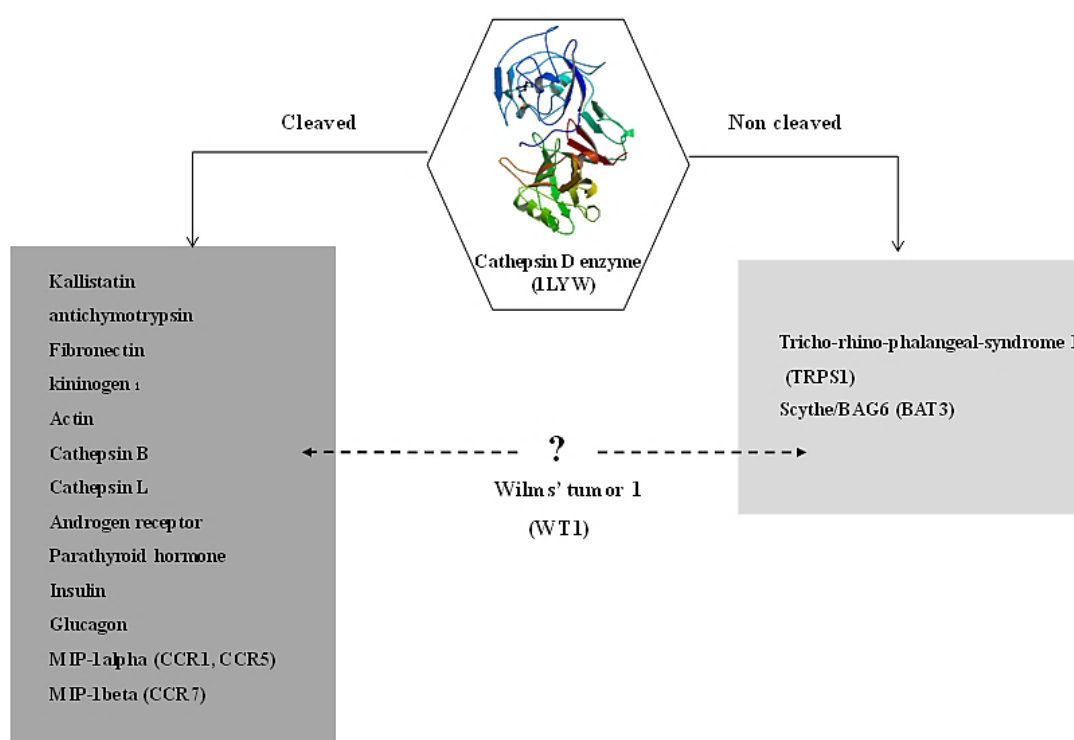 Cleaved
Non cleaved
Cathepsin D enzyme
(1LYW)
Kallistatin
antichymotrypsin
Fibronectin
kininogen 1
Actin
Cathepsin B
Cathepsin L
Androgen receptor
Parathyroid hormone
Insulin
Glucagon
MIP-1alpha (CCR1, CCR5)
MIP-1beta (CCR7)
?
Wilms' tumor 1
(WT1)
Tricho-rhino-phalangeal-syndrome 1
(TRPS1)
Scythe/BAG6 (BAT3)